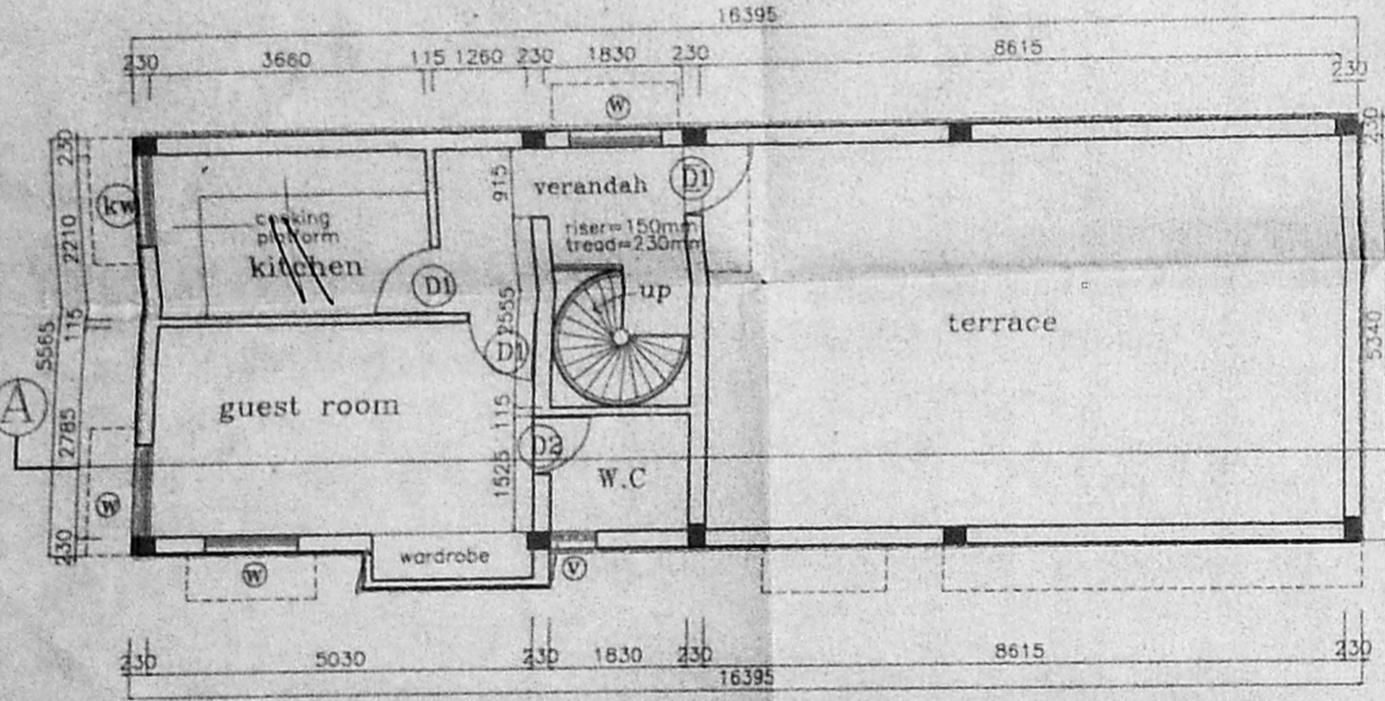 16395
230 3660 115 1260 230 1830 230 8615 230
w
230
kw
915
verandah
D1
riser=150mm
tread=230mm
cooking
platform
kitchen
2210
D1
up
2555
115
5565
D1
terrace
5340
A
guest room
115
2785
D2
1525
W.C
w
230
wardrobe
w
v
230 5030 230 1830 230 8615 230
16395
230